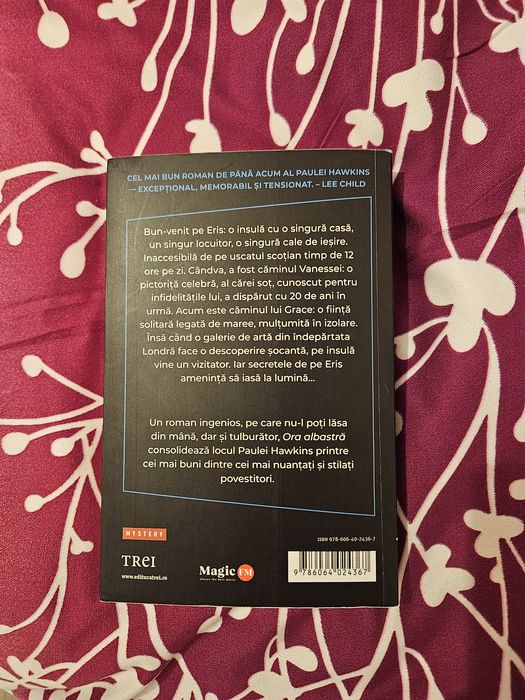 CEL MAI BUN ROMAN DE PÂNĂ ACUM AL PAULEI HAWKINS
— EXCEPȚIONAL, MEMORABIL ȘI TENSIONAT. – LEE CHILD
Bun-venit pe Eris: o insulă cu o singură casă,
un singur locuitor, o singură cale de ieșire.
Inaccesibilă de pe uscatul scoțian timp de 12
ore pe zi. Cândva, a fost căminul Vanessei: o
pictoriță celebră, al cărei soț, cunoscut pentru
infidelitățile lui, a dispărut cu 20 de ani în
urmă. Acum este căminul lui Grace: o ființă
solitară legată de maree, mulțumită în izolare.
Însă când o galerie de artă din îndepărtata
Londră face o descoperire șocantă, pe insulă
vine un vizitator. Iar secretele de pe Eris
amenință să iasă la lumină...
Un roman ingenios, pe care nu-l poți lăsa
din mână, dar și tulburător, Ora albastră
consolidează locul Paulei Hawkins printre
cei mai buni dintre cei mai nuanțați și stilați
povestitori.
MYSTERY
TREI
www.edituratrei.ro
Magic FM
always the best music
ISBN 978-606-40-2436-7
9 786064 024367